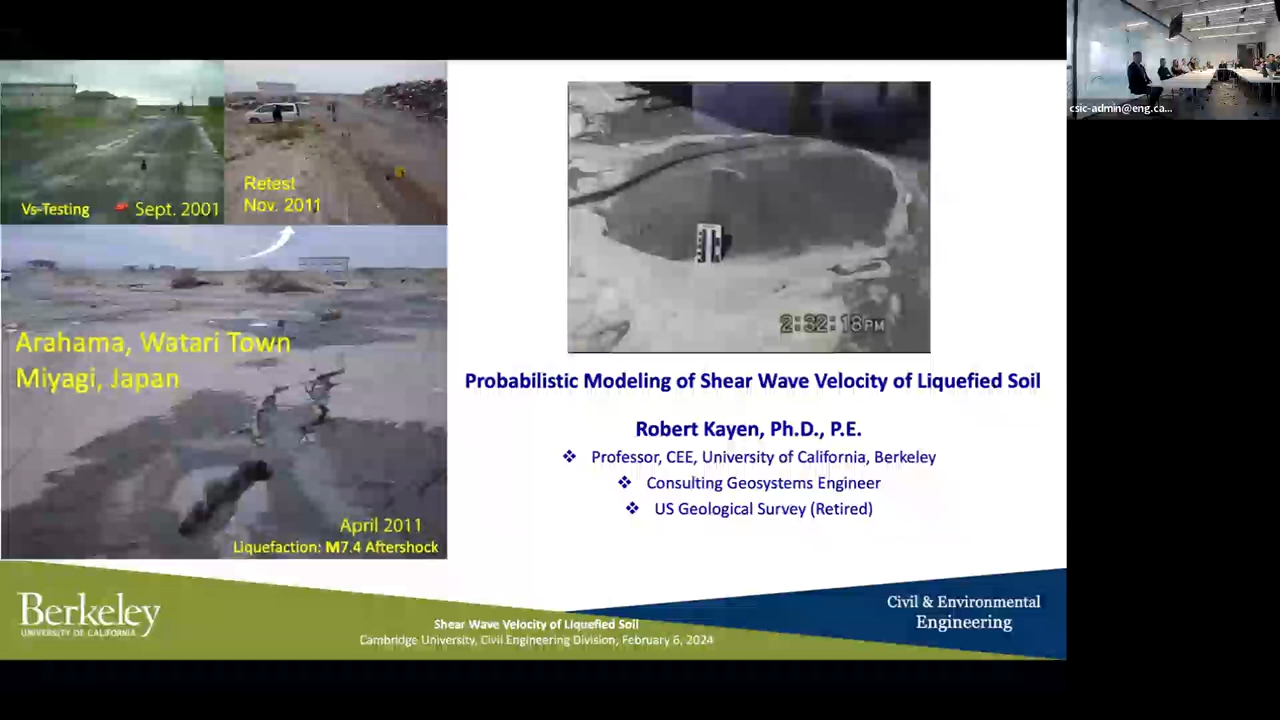 csic-admin@eng.ca...
Vs-Testing
Sept. 2001
Retest
Nov. 2011
Arahama, Watari Town
Miyagi, Japan
April 2011
Liquefaction: M7.4 Aftershock
2:32:18PM
Probabilistic Modeling of Shear Wave Velocity of Liquefied Soil
Robert Kayen, Ph.D., P.E.
❖ Professor, CEE, University of California, Berkeley
❖ Consulting Geosystems Engineer
❖ US Geological Survey (Retired)
Berkeley
UNIVERSITY OF CALIFORNIA
Shear Wave Velocity of Liquefied Soil
Cambridge University, Civil Engineering Division, February 6, 2024
Civil & Environmental
Engineering